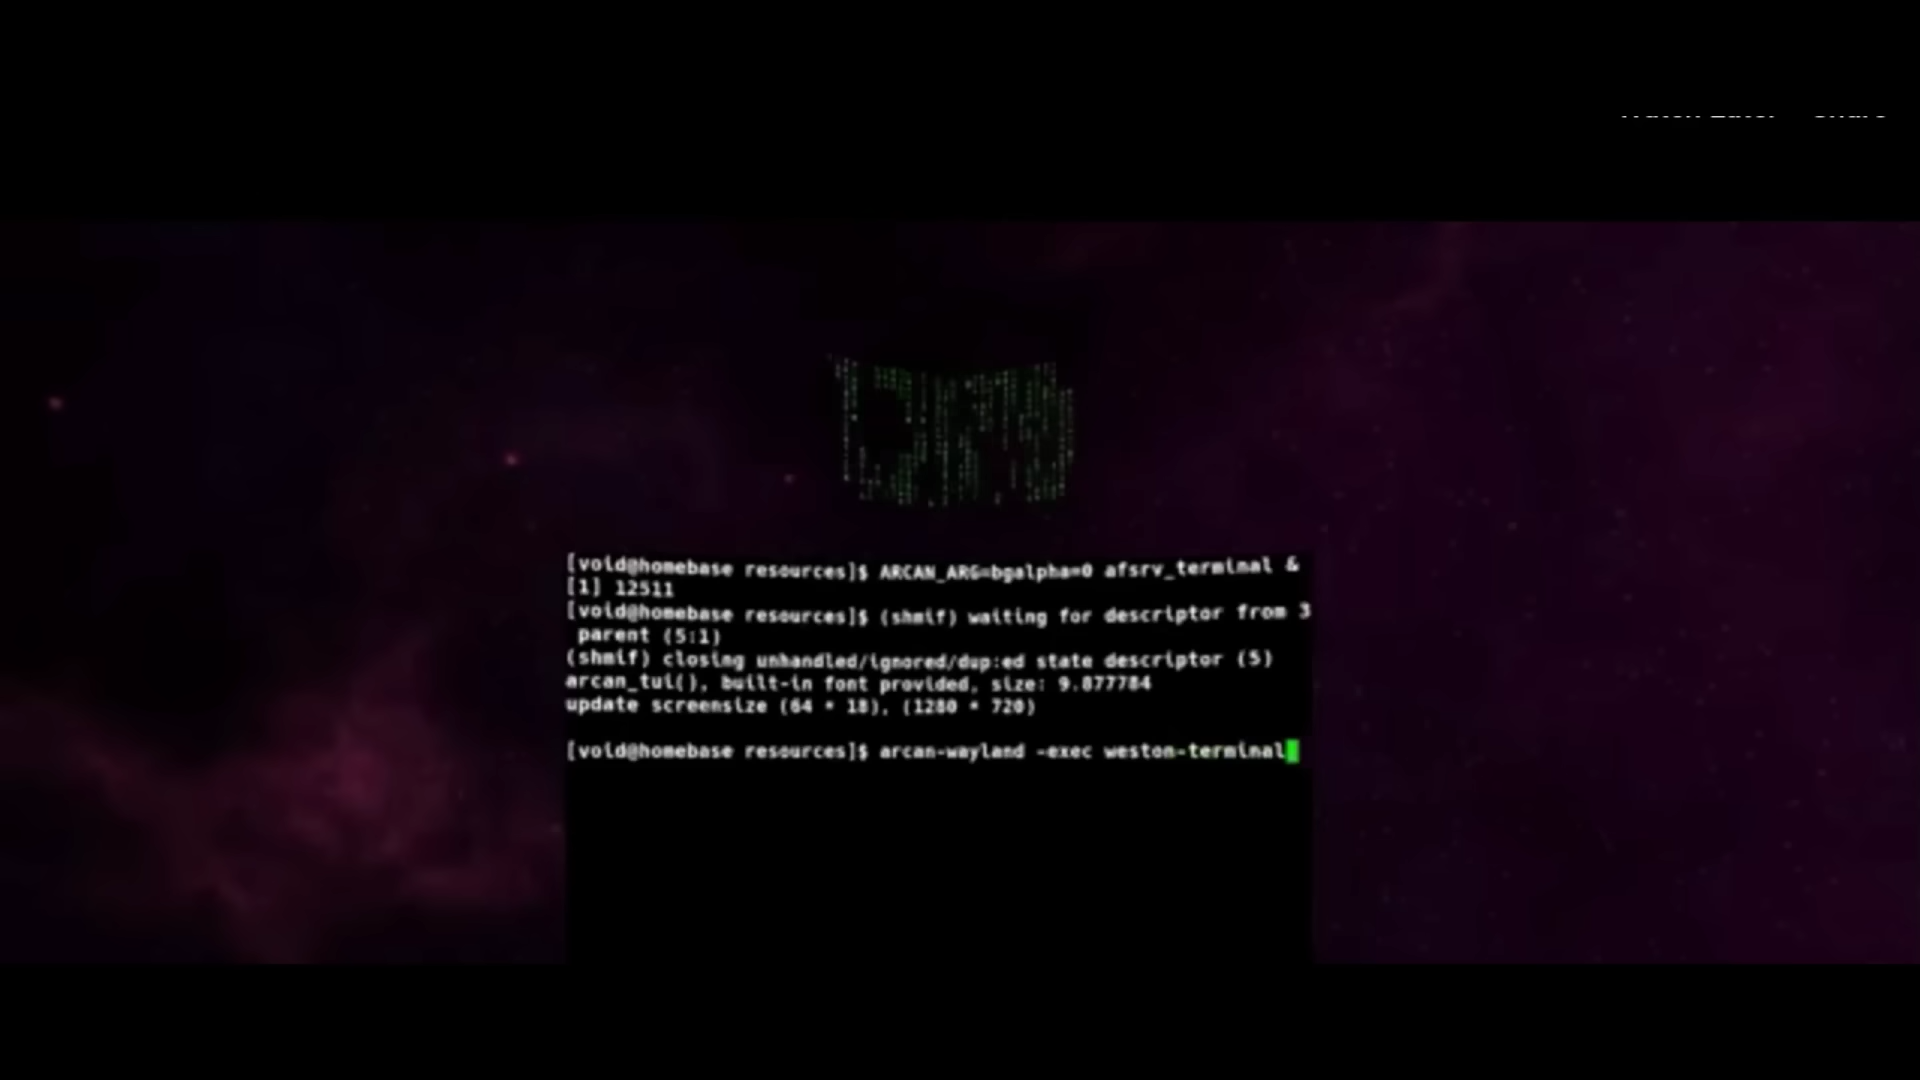 [void@homebase resources]$ ARCAN_ARG=bgalpha=0 afsrv_terminal &
[1] 12511
[void@homebase resources]$ (shmif) waiting for descriptor from 3
parent (5:1)
(shmif) closing unhandled/ignored/dup:ed state descriptor (5)
arcan_tui(), built-in font provided, size: 9.877784
update screensize (64 * 18), (1280 * 720)
[void@homebase resources]$ arcan-wayland -exec weston-terminal